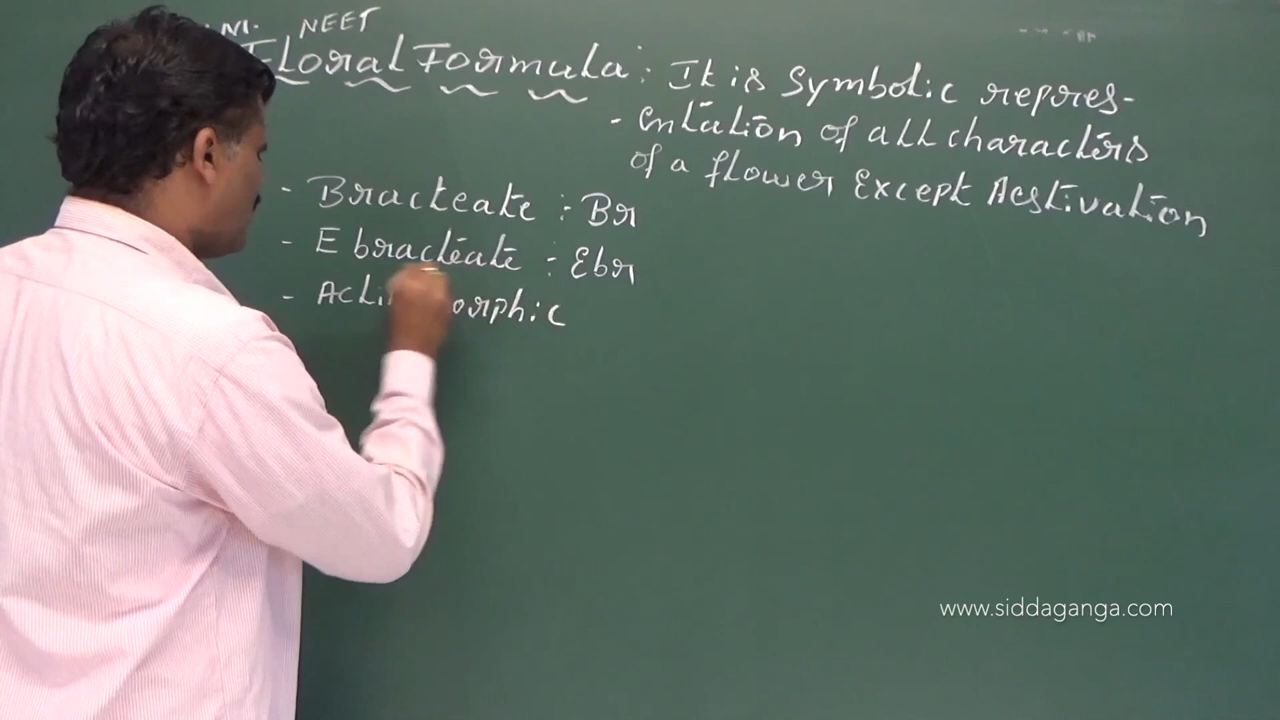 NEET
Floral Formula : It is Symbolic repres-
- entation of all characters
of a flower Except Aestivation
- Bracteate : Br
- Ebracteate : Ebr
- Actinomorphic
www.siddaganga.com